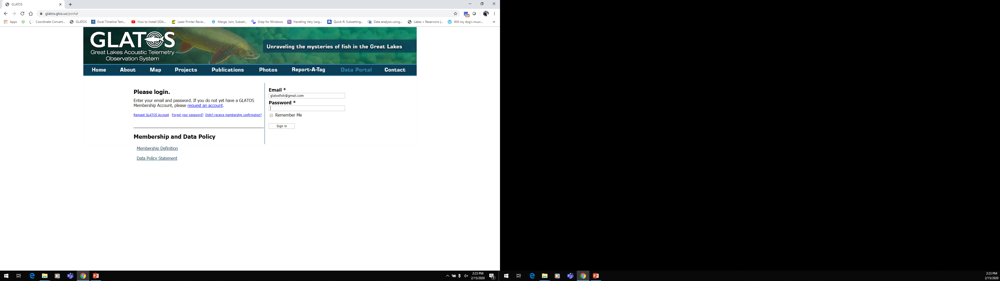 GLATOS
glatos.glos.us/portal
Apps
Coordinate Convert...
GLATOS
Excel Timeline Tem...
How to Install GDA...
Laser Printer Revie...
Merge, Join, Subset...
Grep for Windows
Handling Very Larg...
Quick-R: Subsetting...
Data analysis using...
Lakes + Reservoirs |...
Will my dog's musc...
»
GLATOS
Great Lakes Acoustic Telemetry
Observation System
Unraveling the mysteries of fish in the Great Lakes
Home
About
Map
Projects
Publications
Photos
Report-A-Tag
Data Portal
Contact
Please login.
Enter your email and password. If you do not yet have a GLATOS
Membership Account, please request an account.
Request GLATOS Account
Forgot your password?
Didn't receive membership confirmation?
Membership and Data Policy
Membership Definition
Data Policy Statement
Email *
glatosfish@gmail.com
Password *
Remember Me
Sign in
2:23 PM
2/15/2020
1
2:23 PM
2/15/2020